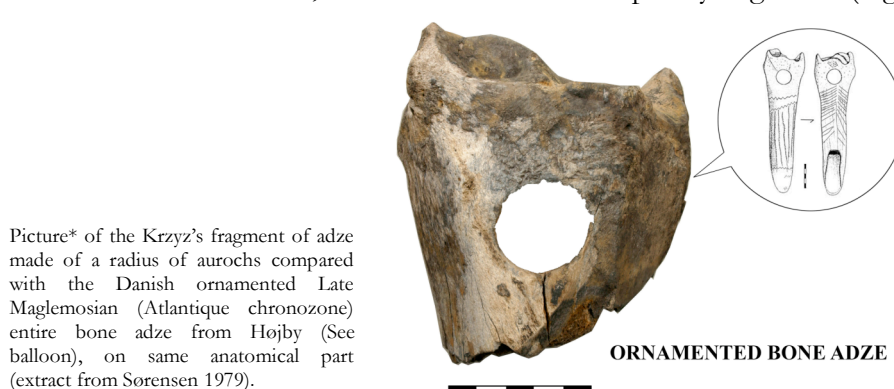 Picture* of the Krzyz’s fragment of adze
made of a radius of aurochs compared
with the Danish ornamented Late
Maglemosian (Atlantique chronozone)
entire bone adze from Højby (See
balloon), on same anatomical part
(extract from Sørensen 1979).
ORNAMENTED BONE ADZE